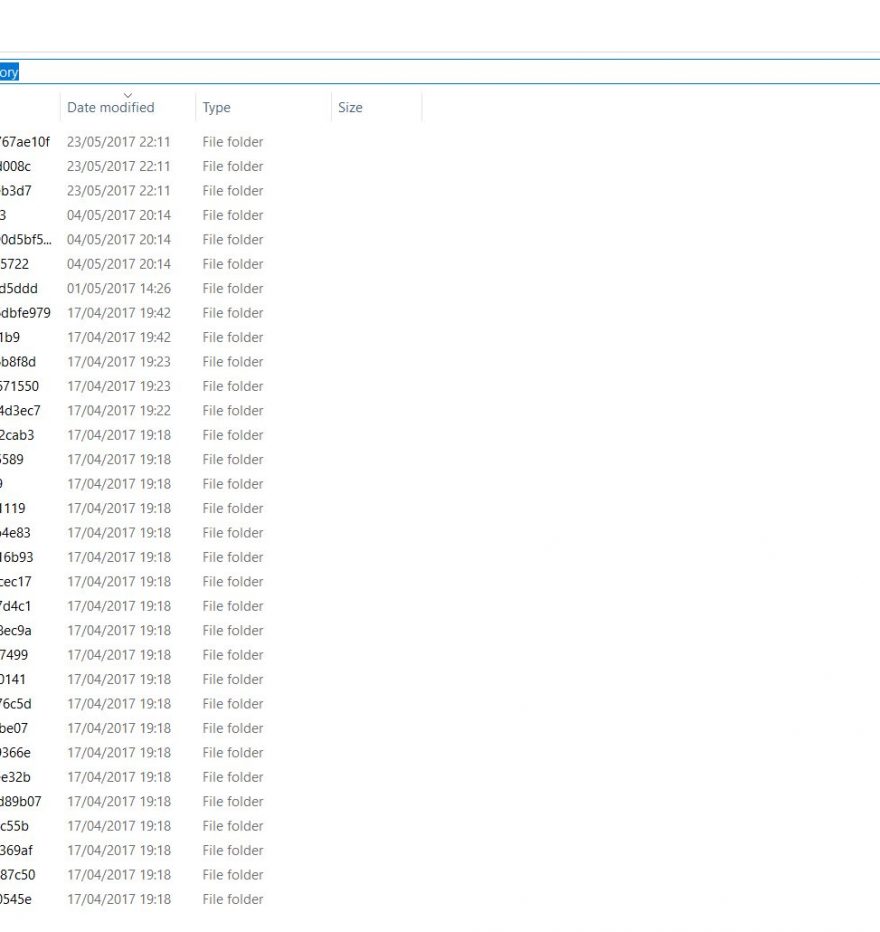 ory
Date modified Type Size
767ae10f 23/05/2017 22:11 File folder
d008c 23/05/2017 22:11 File folder
b3d7 23/05/2017 22:11 File folder
3 04/05/2017 20:14 File folder
0d5bf5... 04/05/2017 20:14 File folder
5722 04/05/2017 20:14 File folder
d5ddd 01/05/2017 14:26 File folder
dbfe979 17/04/2017 19:42 File folder
1b9 17/04/2017 19:42 File folder
b8f8d 17/04/2017 19:23 File folder
671550 17/04/2017 19:23 File folder
4d3ec7 17/04/2017 19:22 File folder
2cab3 17/04/2017 19:18 File folder
5589 17/04/2017 19:18 File folder
9 17/04/2017 19:18 File folder
1119 17/04/2017 19:18 File folder
b4e83 17/04/2017 19:18 File folder
16b93 17/04/2017 19:18 File folder
cec17 17/04/2017 19:18 File folder
7d4c1 17/04/2017 19:18 File folder
8ec9a 17/04/2017 19:18 File folder
7499 17/04/2017 19:18 File folder
0141 17/04/2017 19:18 File folder
76c5d 17/04/2017 19:18 File folder
be07 17/04/2017 19:18 File folder
9366e 17/04/2017 19:18 File folder
e32b 17/04/2017 19:18 File folder
d89b07 17/04/2017 19:18 File folder
c55b 17/04/2017 19:18 File folder
369af 17/04/2017 19:18 File folder
87c50 17/04/2017 19:18 File folder
0545e 17/04/2017 19:18 File folder